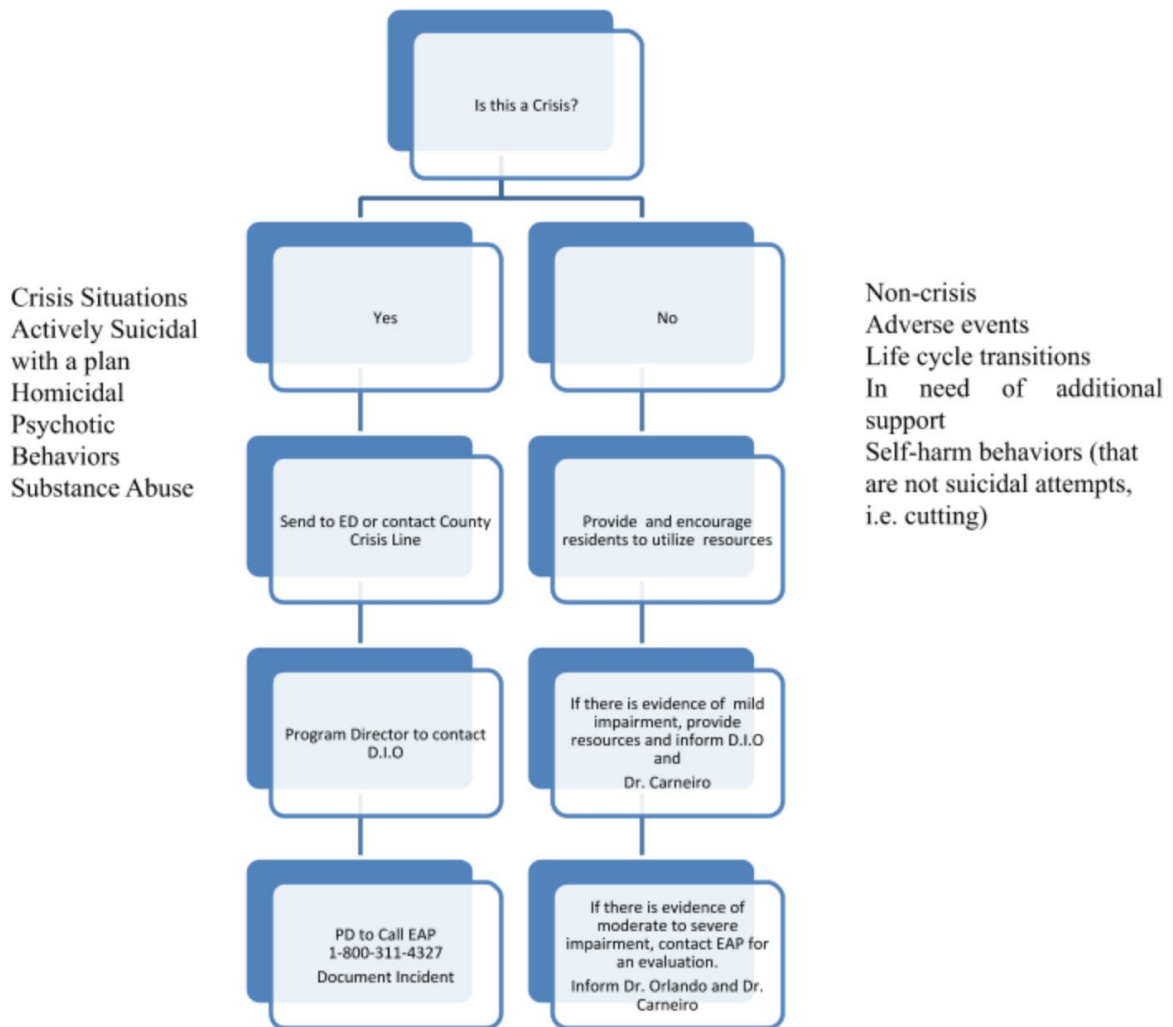 Is this a Crisis?
Yes
No
Crisis Situations
Actively Suicidal
with a plan
Homicidal
Psychotic
Behaviors
Substance Abuse
Non-crisis
Adverse events
Life cycle transitions
In need of additional
support
Self-harm behaviors (that
are not suicidal attempts,
i.e. cutting)
Send to ED or contact County
Crisis Line
Provide and encourage
residents to utilize resources
Program Director to contact
D.I.O
If there is evidence of mild
impairment, provide
resources and inform D.I.O
and
Dr. Carneiro
PD to Call EAP
1-800-311-4327
Document Incident
If there is evidence of
moderate to severe
impairment, contact EAP for
an evaluation.
Inform Dr. Orlando and Dr.
Carneiro